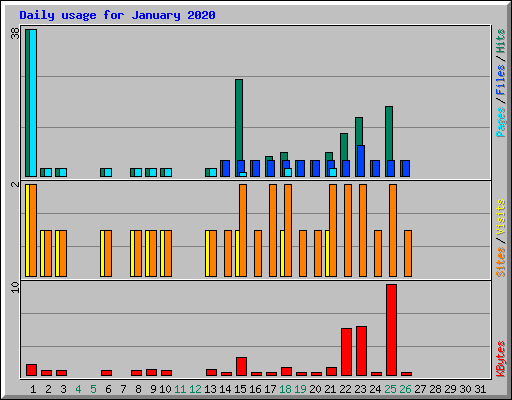 Daily usage for January 2020
38
2
10
Pages/Files/Hits
Sites/Visits
KBytes
1 2 3 4 5 6 7 8 9 10 11 12 13 14 15 16 17 18 19 20 21 22 23 24 25 26 27 28 29 30 31